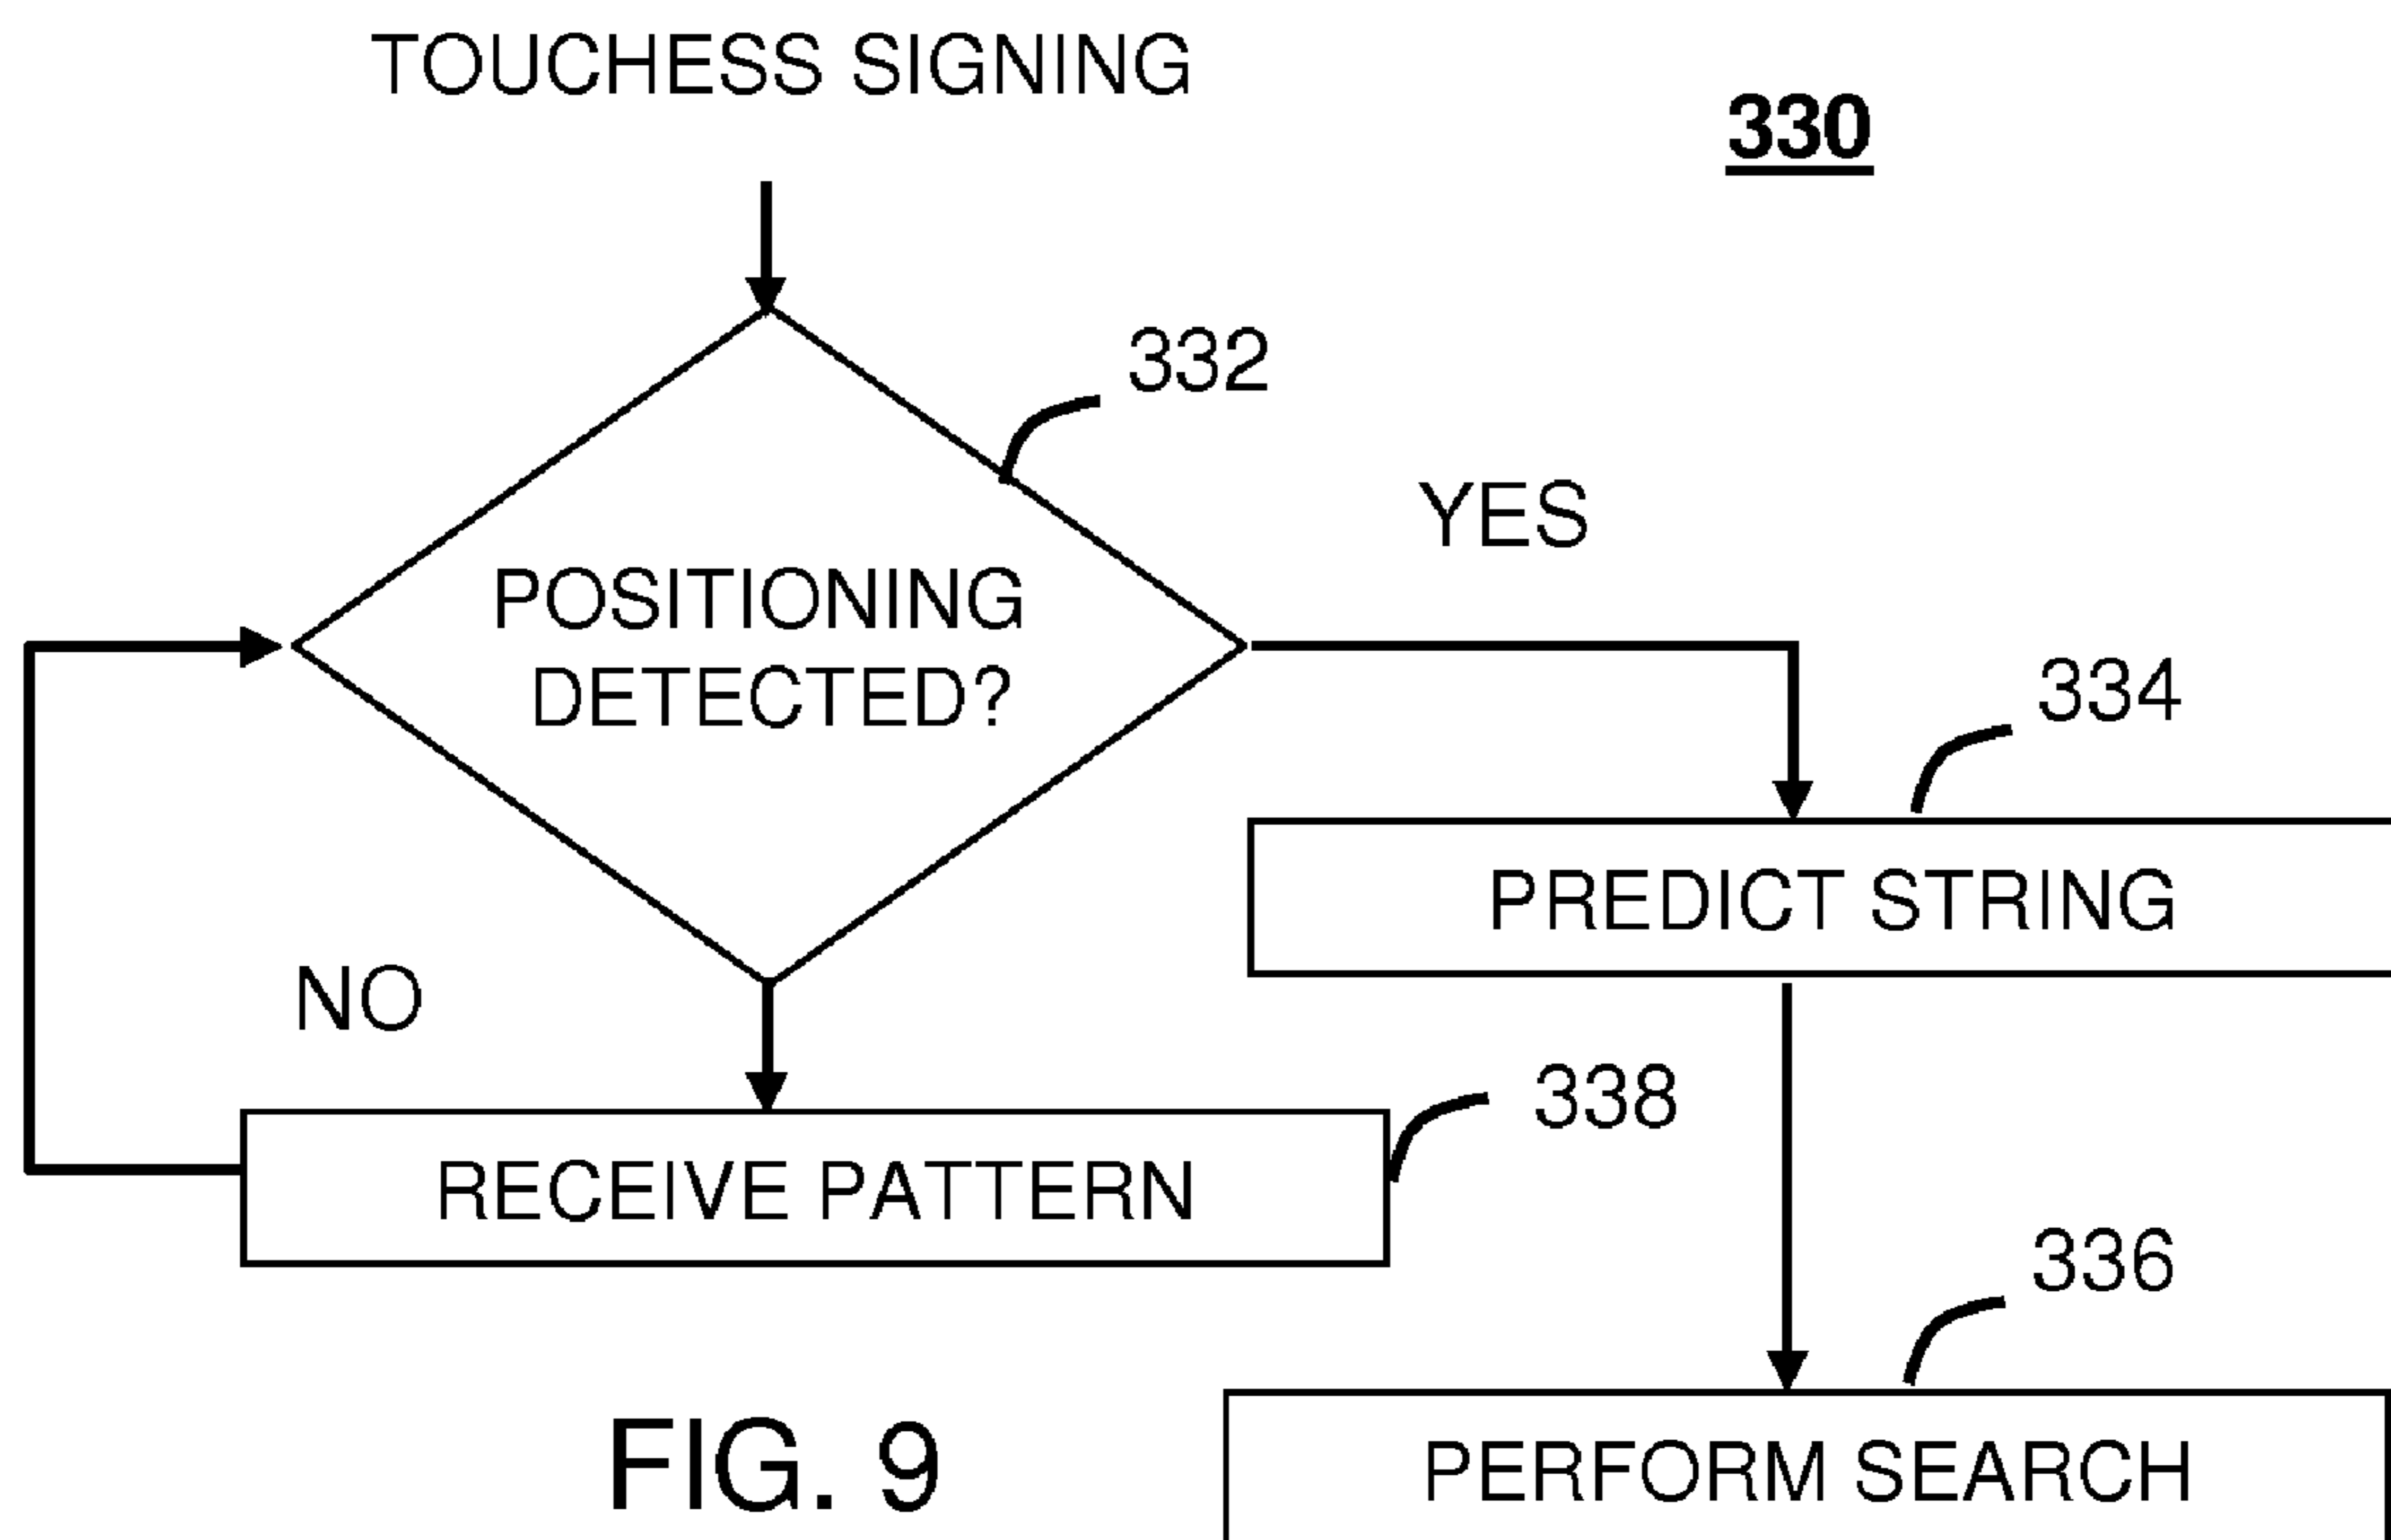 TOUCHESS SIGNING
330
332
YES
POSITIONING
DETECTED?
334
PREDICT STRING
NO
338
RECEIVE PATTERN
336
FIG. 9
PERFORM SEARCH